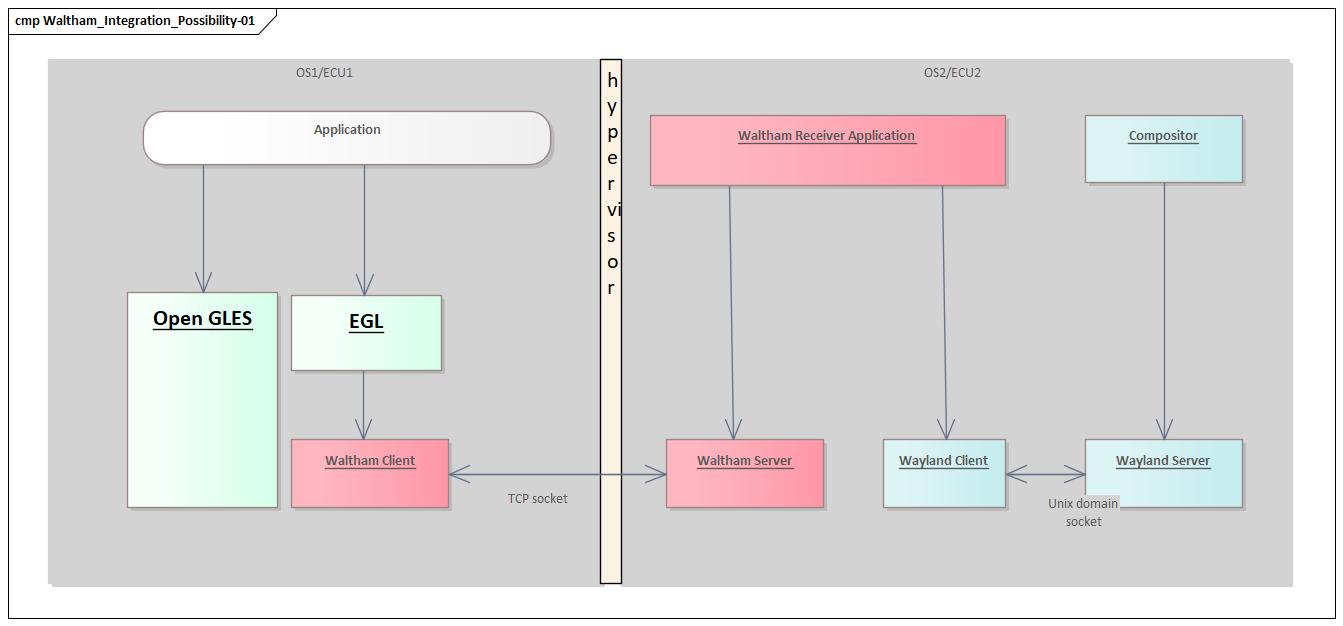 cmp Waltham_Integration_Possibility-01
OS1/ECU1
Application
Open GLES
EGL
Waltham Client
TCP socket
hypervisor
OS2/ECU2
Waltham Receiver Application
Compositor
Waltham Server
Wayland Client
Wayland Server
Unix domain
socket